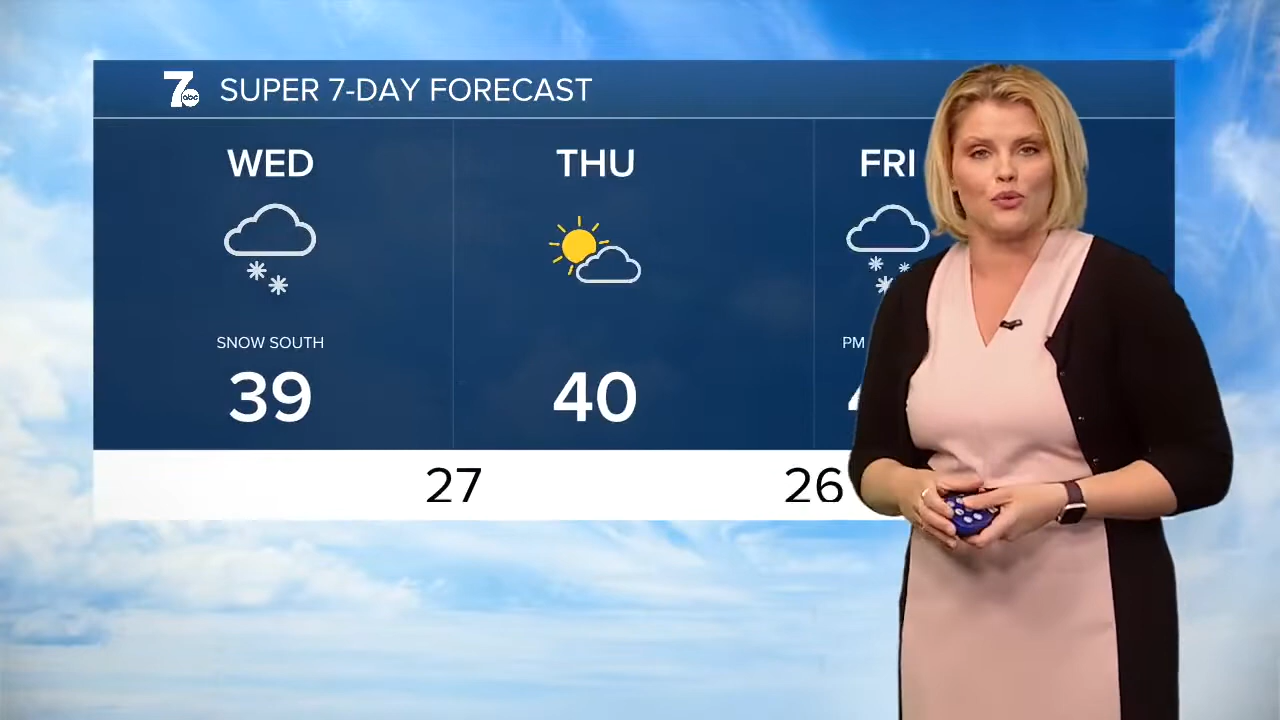 7 abc SUPER 7-DAY FORECAST
WED THU FRI
SNOW SOUTH PM
39 40
27 26